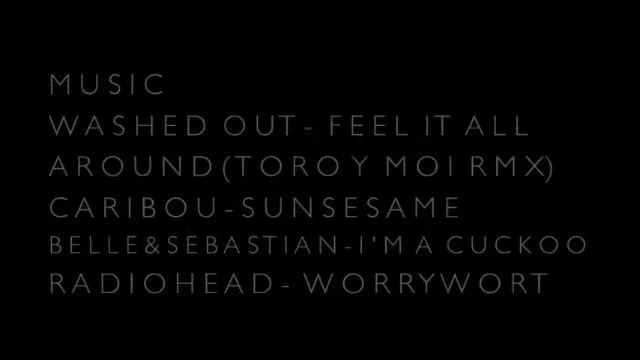 MUSIC
WASHED OUT- FEEL IT ALL
AROUND(TORO Y MOI RMX)
CARIBOU-SUNSESAME
BELLE&SEBASTIAN-I'M A CUCKOO
RADIOHEAD- WORRYWORT